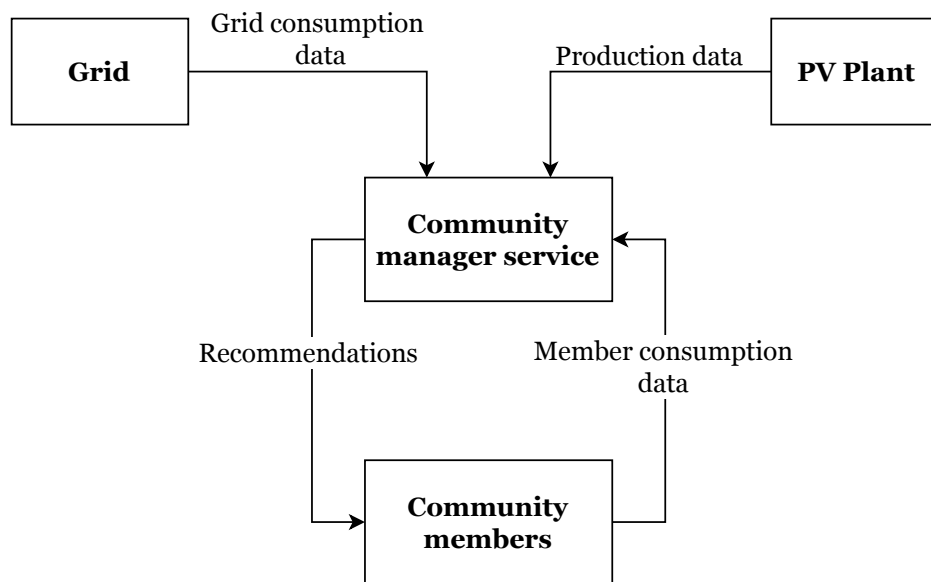 Grid consumption
data
Grid
Production data
PV Plant
Community
manager service
Recommendations
Member consumption
data
Community
members